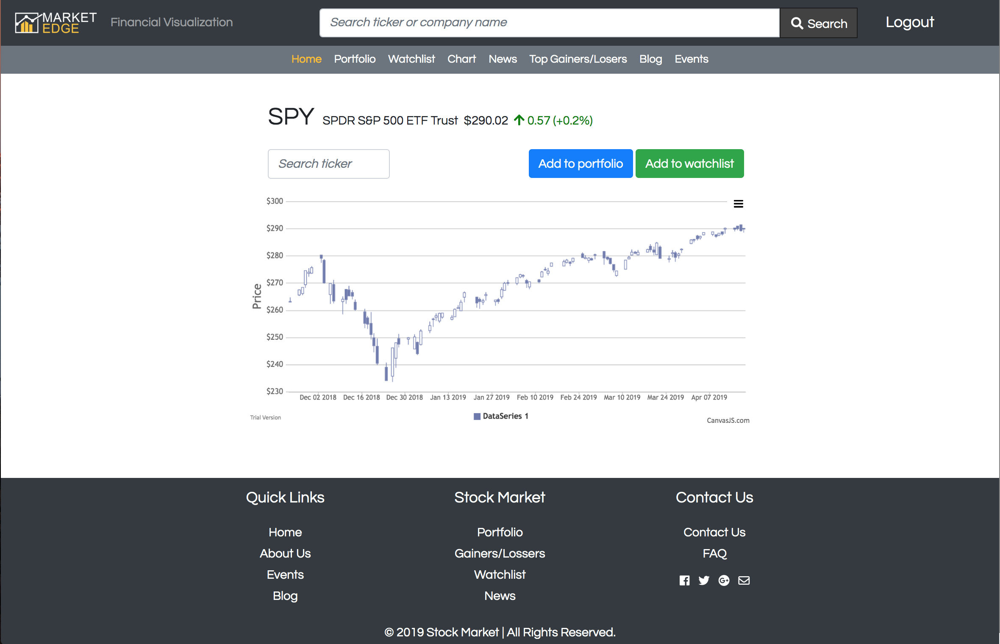 MARKET
EDGE
Financial Visualization
Search ticker or company name
Search
Logout
Home Portfolio Watchlist Chart News Top Gainers/Losers Blog Events
SPY SPDR S&P 500 ETF Trust $290.02 0.57 (+0.2%)
Search ticker
Add to portfolio
Add to watchlist
$300
$290
$280
$270
$260
$250
$240
$230
Price
Dec 02 2018 Dec 16 2018 Dec 30 2018 Jan 13 2019 Jan 27 2019 Feb 10 2019 Feb 24 2019 Mar 10 2019 Mar 24 2019 Apr 07 2019
DataSeries 1
Trial Version
CanvasJS.com
Quick Links
Home
About Us
Events
Blog
Stock Market
Portfolio
Gainers/Lossers
Watchlist
News
Contact Us
Contact Us
FAQ
© 2019 Stock Market | All Rights Reserved.